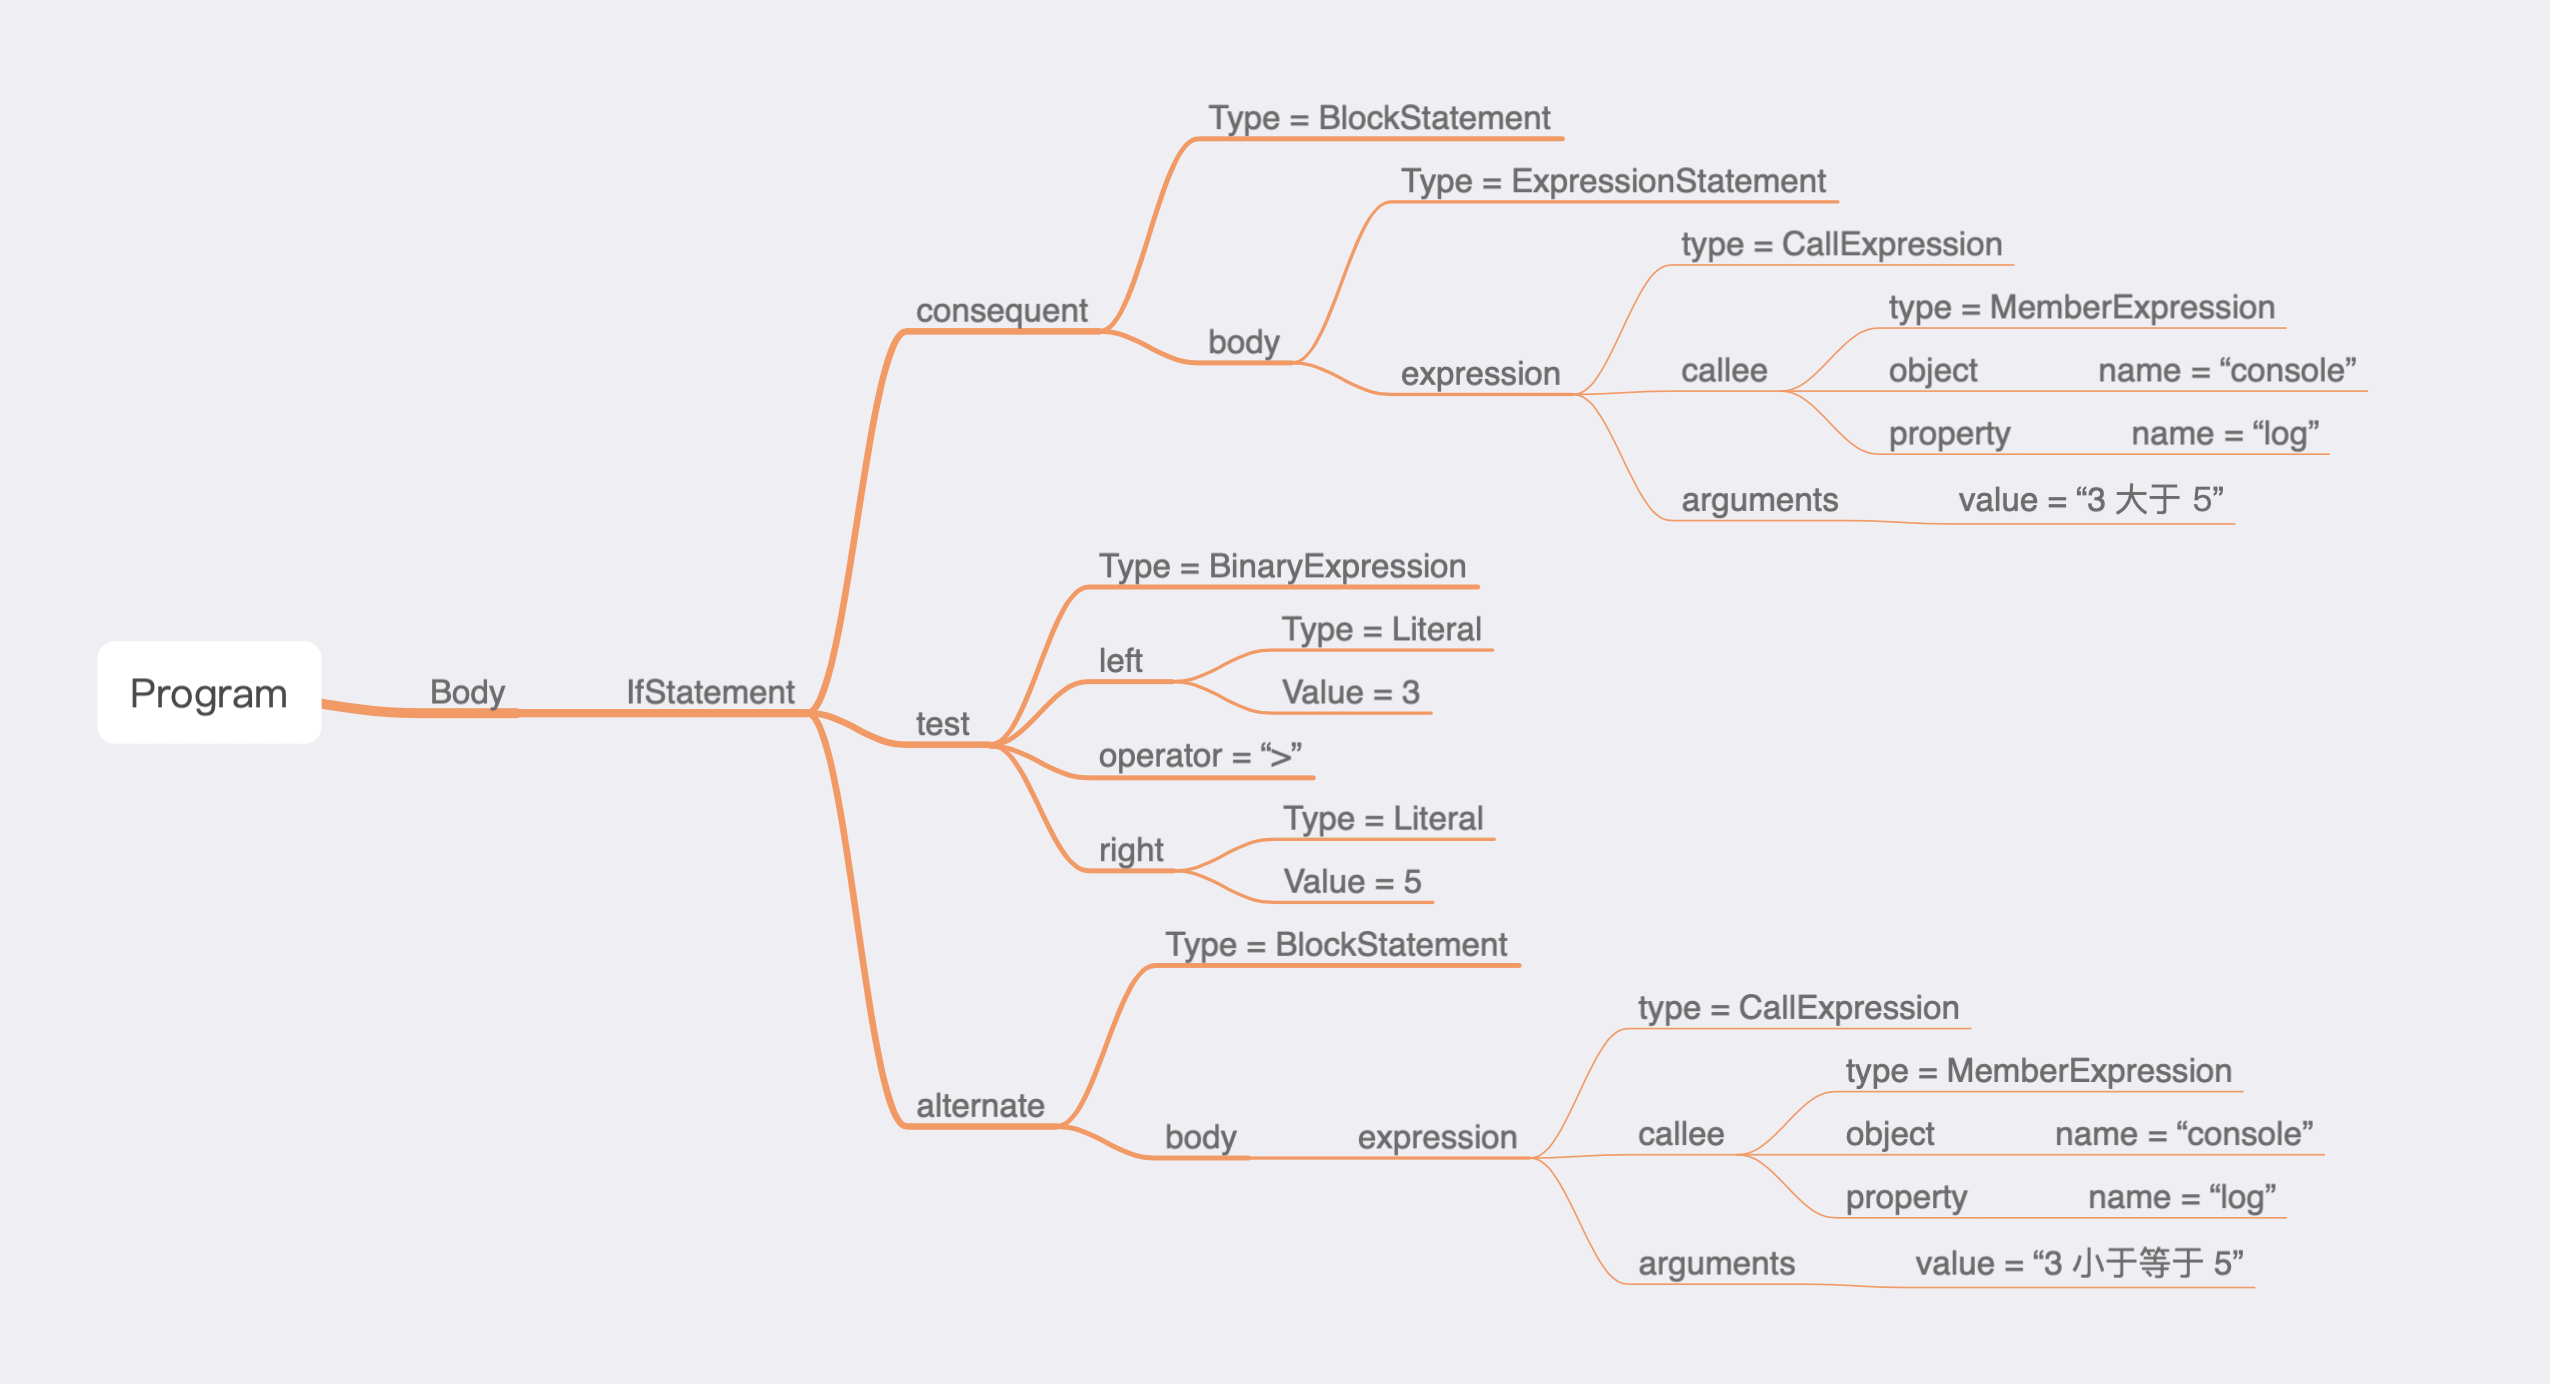 Type = BlockStatement
Type = ExpressionStatement
type = CallExpression
type = MemberExpression
consequent
body
expression
callee
object
name = “console”
property
name = “log”
arguments
value = “3 大于 5”
Type = BinaryExpression
Type = Literal
left
Program
Body
IfStatement
Value = 3
test
operator = “>”
Type = Literal
right
Value = 5
Type = BlockStatement
type = CallExpression
type = MemberExpression
alternate
body
expression
callee
object
name = “console”
property
name = “log”
arguments
value = “3 小于等于 5”